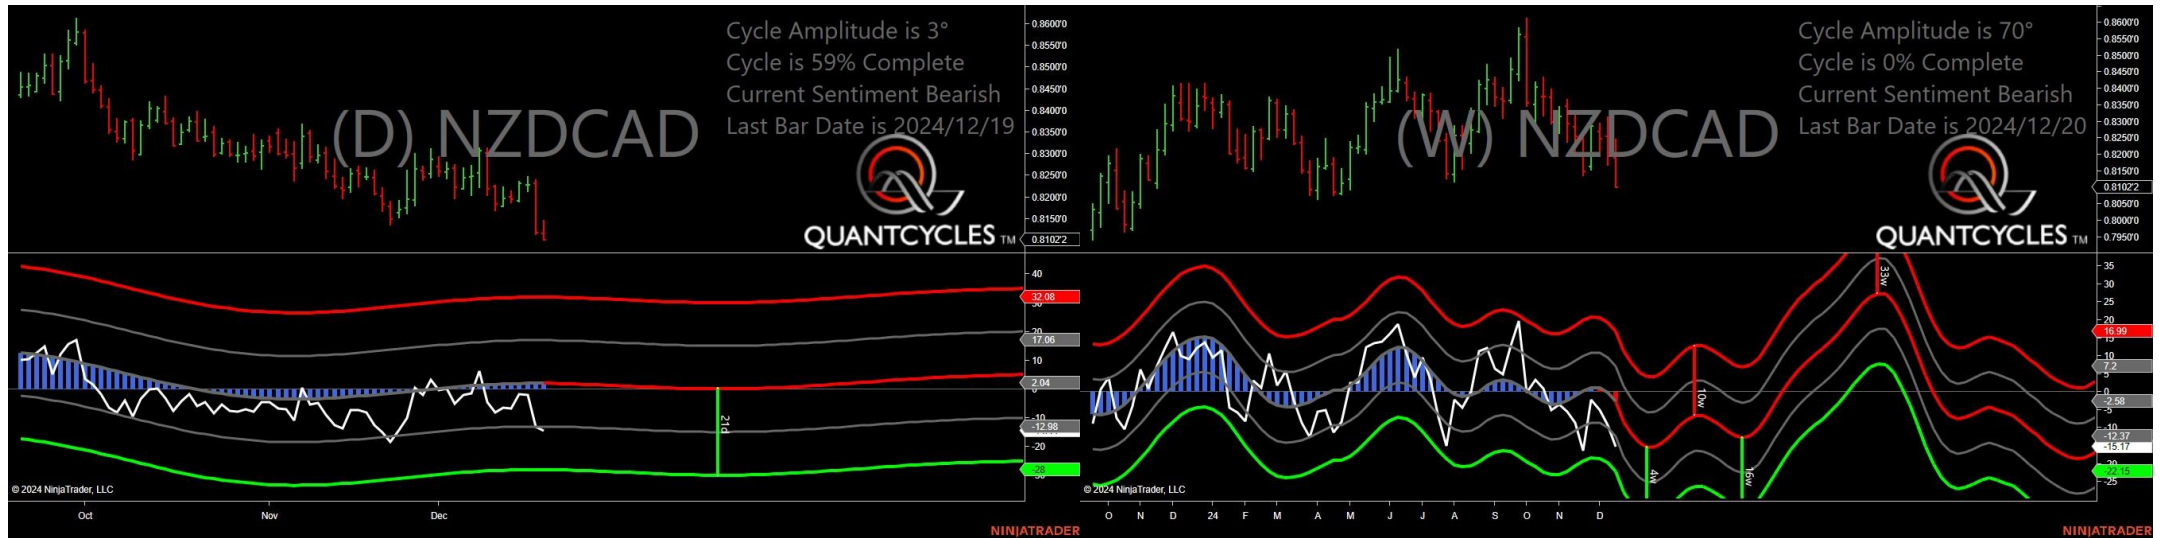 Cycle Amplitude is 3°
Cycle is 59% Complete
Current Sentiment Bearish
Last Bar Date is 2024/12/19
(D) NZDCAD
QUANTCYCLES TM
0.8600'0
0.8550'0
0.8500'0
0.8450'0
0.8400'0
0.8350'0
0.8300'0
0.8250'0
0.8200'0
0.8150'0
0.8102'2
40
32.08
20
17.06
10
2.04
-10
-12.98
-20
-28
21d
© 2024 NinjaTrader, LLC
Oct Nov Dec
NINJATRADER
Cycle Amplitude is 70°
Cycle is 0% Complete
Current Sentiment Bearish
Last Bar Date is 2024/12/20
(W) NZDCAD
QUANTCYCLES TM
0.8600'0
0.8550'0
0.8500'0
0.8450'0
0.8400'0
0.8350'0
0.8300'0
0.8250'0
0.8200'0
0.8150'0
0.8102'2
0.8050'0
0.8000'0
0.7950'0
33w
35
30
25
20
16.99
10
7.2
5
0
-2.58
-5
-10
-12.37
-15.17
-22.15
-25
10w
4w
16w
© 2024 NinjaTrader, LLC
O N D 24 F M A M J J A S O N D
NINJATRADER